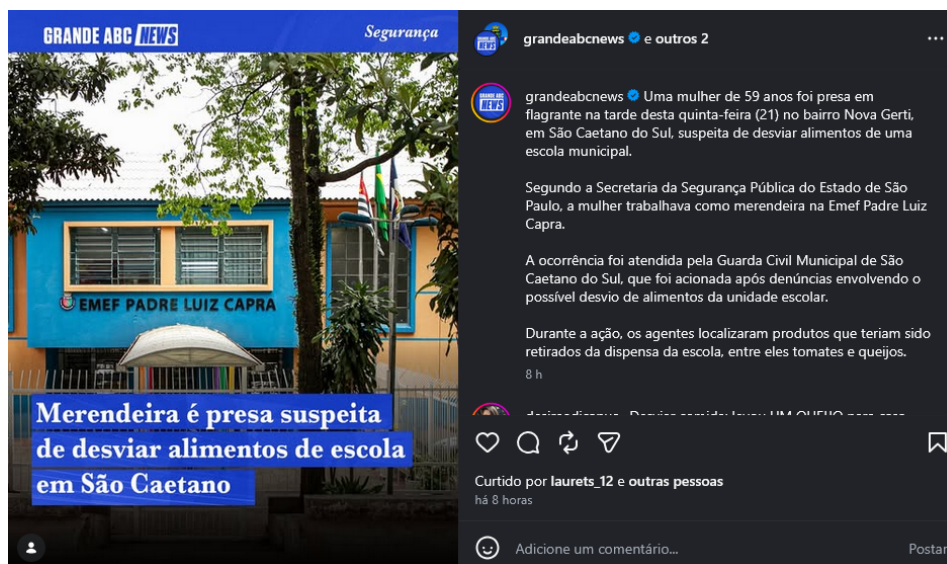 GRANDE ABC NEWS
Segurança
EMEF PADRE LUIZ CAPRA
Merendeira é presa suspeita
de desviar alimentos de escola
em São Caetano
grandeabcnews e outros 2
grandeabcnews Uma mulher de 59 anos foi presa em
flagrante na tarde desta quinta-feira (21) no bairro Nova Gerti,
em São Caetano do Sul, suspeita de desviar alimentos de uma
escola municipal.
Segundo a Secretaria da Segurança Pública do Estado de São
Paulo, a mulher trabalhava como merendeira na Emef Padre Luiz
Capra.
A ocorrência foi atendida pela Guarda Civil Municipal de São
Caetano do Sul, que foi acionada após denúncias envolvendo o
possível desvio de alimentos da unidade escolar.
Durante a ação, os agentes localizaram produtos que teriam sido
retirados da dispensa da escola, entre eles tomates e queijos.
8 h
Curtido por laurets_12 e outras pessoas
há 8 horas
Adicione um comentário...
Postar